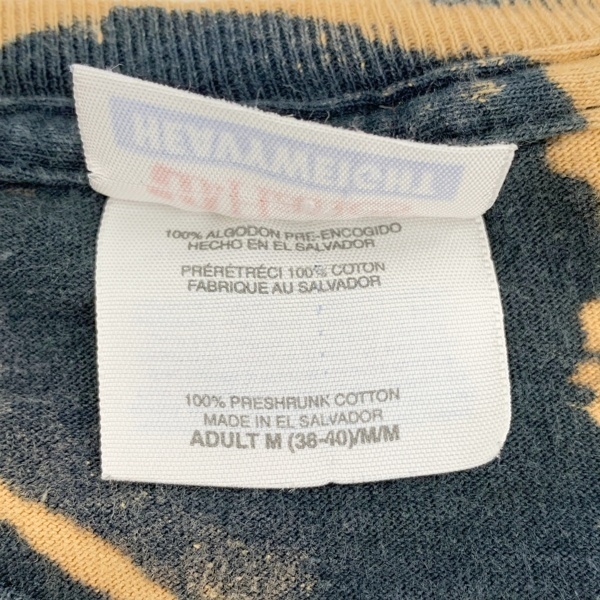 HEAVYWEIGHT
100% ALGODON PRE-ENCOGIDO
HECHO EN EL SALVADOR
PRÉRÉTRÉCI 100% COTON
FABRIQUE AU SALVADOR
100% PRESHRUNK COTTON
MADE IN EL SALVADOR
ADULT M (38-40)/M/M